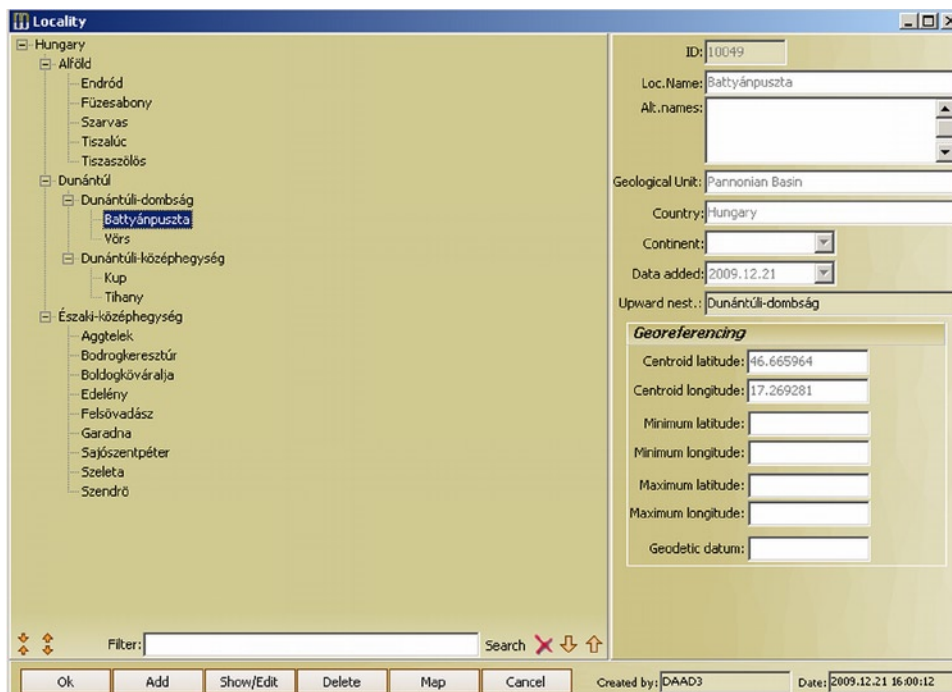 Locality
Hungary
Alföld
Endród
Füzesabony
Szarvas
Tiszalúc
Tiszaszölös
Dunántúl
Dunántúli-dombság
Battyánpuszta
Vörs
Dunántúli-középhegység
Kup
Tihany
Északi-középhegység
Aggtelek
Bodrogkeresztúr
Boldogköváralja
Edelény
Felsövadász
Garadna
Sajószentpéter
Szeleta
Szendrö
Filter: Search
Ok Add Show/Edit Delete Map Cancel
ID: 10049
Loc.Name: Battyánpuszta
Alt.names:
Geological Unit: Pannonian Basin
Country: Hungary
Continent:
Data added: 2009.12.21
Upward nest.: Dunántúli-dombság
Georeferencing
Centroid latitude: 46.665964
Centroid longitude: 17.269281
Minimum latitude:
Minimum longitude:
Maximum latitude:
Maximum longitude:
Geodetic datum:
Created by: DAAD3 Date: 2009.12.21 16:00:12